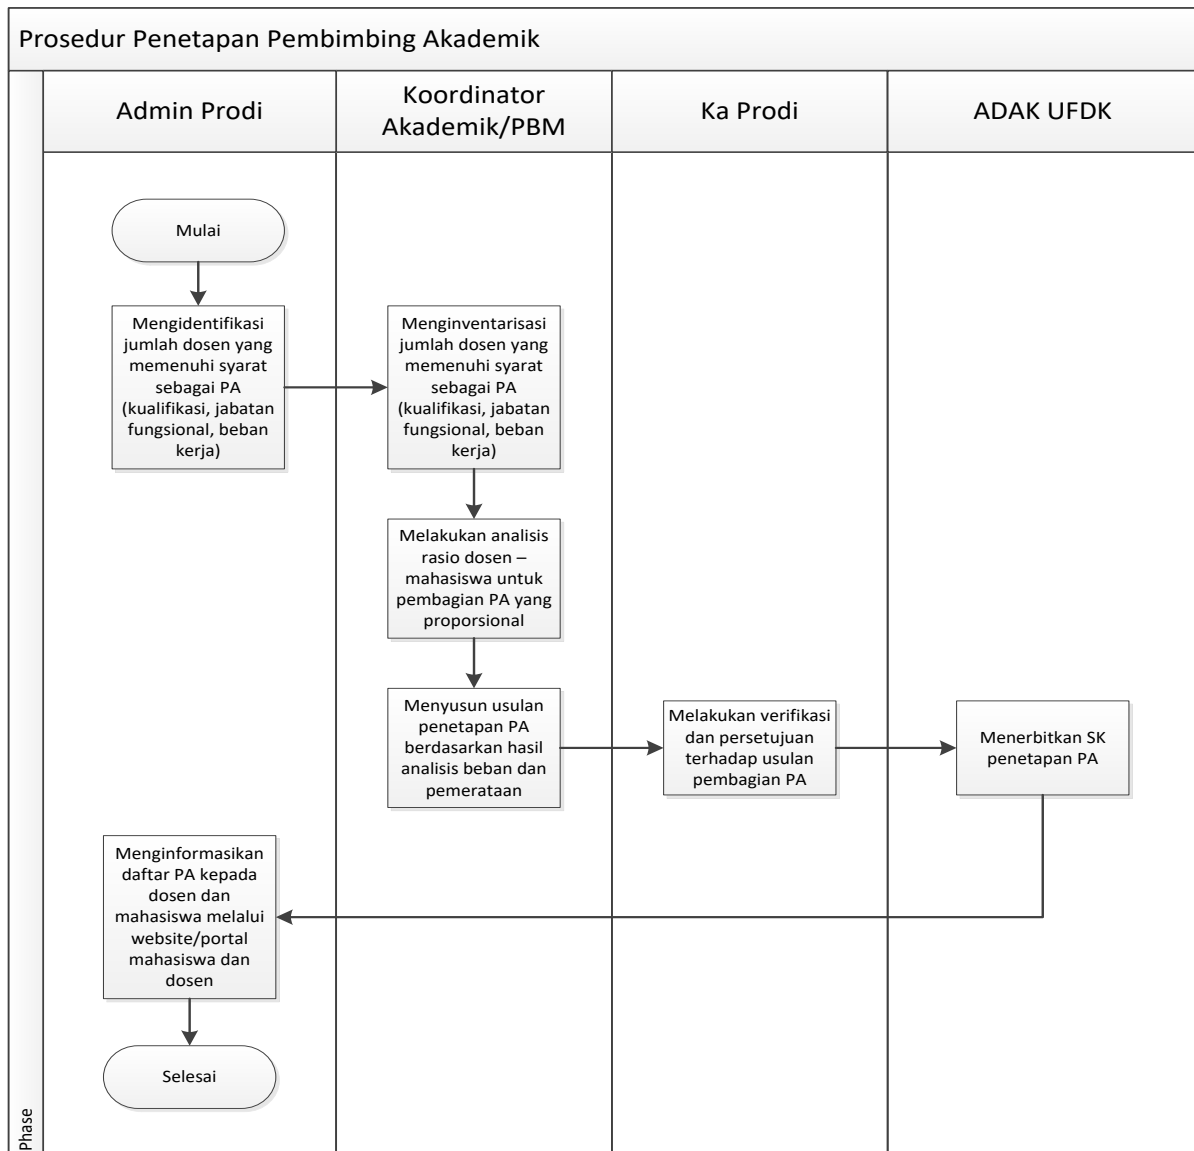 Prosedur Penetapan Pembimbing Akademik
Admin Prodi
Koordinator
Akademik/PBM
Ka Prodi
ADAK UFDK
Mulai
Mengidentifikasi
jumlah dosen yang
memenuhi syarat
sebagai PA
(kualifikasi, jabatan
fungsional, beban
kerja)
Menginventarisasi
jumlah dosen yang
memenuhi syarat
sebagai PA
(kualifikasi, jabatan
fungsional, beban
kerja)
Melakukan analisis
rasio dosen –
mahasiswa untuk
pembagian PA yang
proporsional
Menyusun usulan
penetapan PA
berdasarkan hasil
analisis beban dan
pemerataan
Melakukan verifikasi
dan persetujuan
terhadap usulan
pembagian PA
Menerbitkan SK
penetapan PA
Menginformasikan
daftar PA kepada
dosen dan
mahasiswa melalui
website/portal
mahasiswa dan
dosen
Selesai
Phase